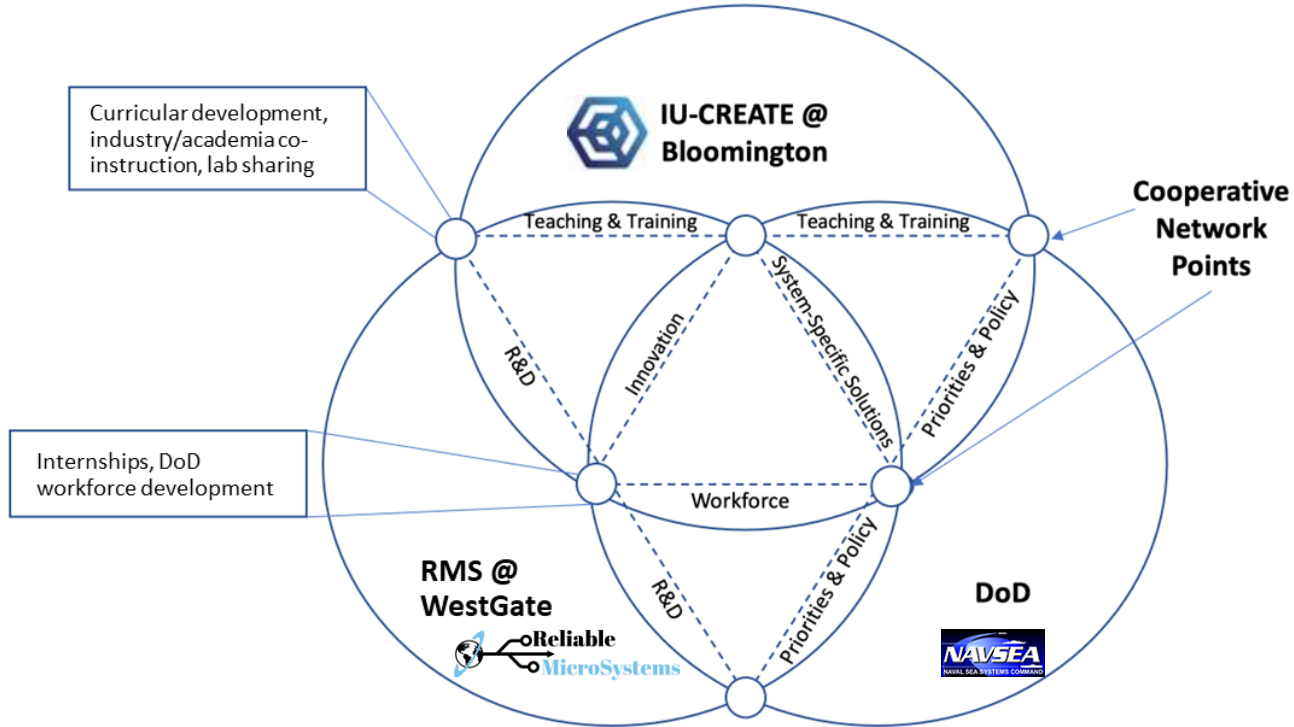 Curricular development,
industry/academia co-
instruction, lab sharing
IU-CREATE @
Bloomington
Cooperative
Network
Points
Teaching & Training
Teaching & Training
R&D
Innovation
System-Specific Solutions
Priorities & Policy
Internships, DoD
workforce development
Workforce
R&D
Priorities & Policy
RMS @
WestGate
Reliable
MicroSystems
DoD
NAVSEA
NAVAL SEA SYSTEMS COMMAND